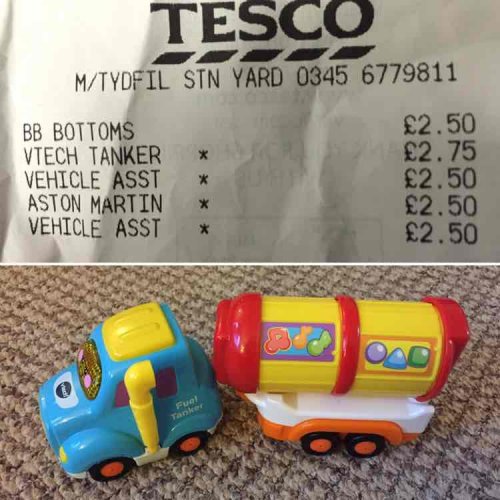 TESCO
M/TYDFIL STN YARD 0345 6779811
BB BOTTOMS £2.50
VTECH TANKER * £2.75
VEHICLE ASST * £2.50
ASTON MARTIN * £2.50
VEHICLE ASST * £2.50
vtech
Fuel
Tanker